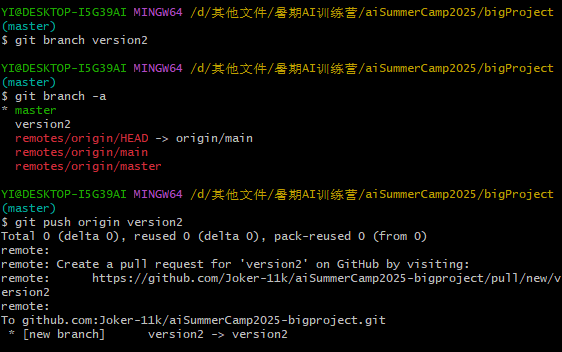 YI@DESKTOP-I5G39AI MINGW64 /d/其他文件/暑期AI训练营/aiSummerCamp2025/bigProject
(master)
$ git branch version2
YI@DESKTOP-I5G39AI MINGW64 /d/其他文件/暑期AI训练营/aiSummerCamp2025/bigProject
(master)
$ git branch -a
* master
version2
remotes/origin/HEAD -> origin/main
remotes/origin/main
remotes/origin/master
YI@DESKTOP-I5G39AI MINGW64 /d/其他文件/暑期AI训练营/aiSummerCamp2025/bigProject
(master)
$ git push origin version2
Total 0 (delta 0), reused 0 (delta 0), pack-reused 0 (from 0)
remote:
remote: Create a pull request for 'version2' on GitHub by visiting:
remote:      https://github.com/Joker-11k/aiSummerCamp2025-bigproject/pull/new/v
ersion2
remote:
To github.com:Joker-11k/aiSummerCamp2025-bigproject.git
* [new branch]      version2 -> version2